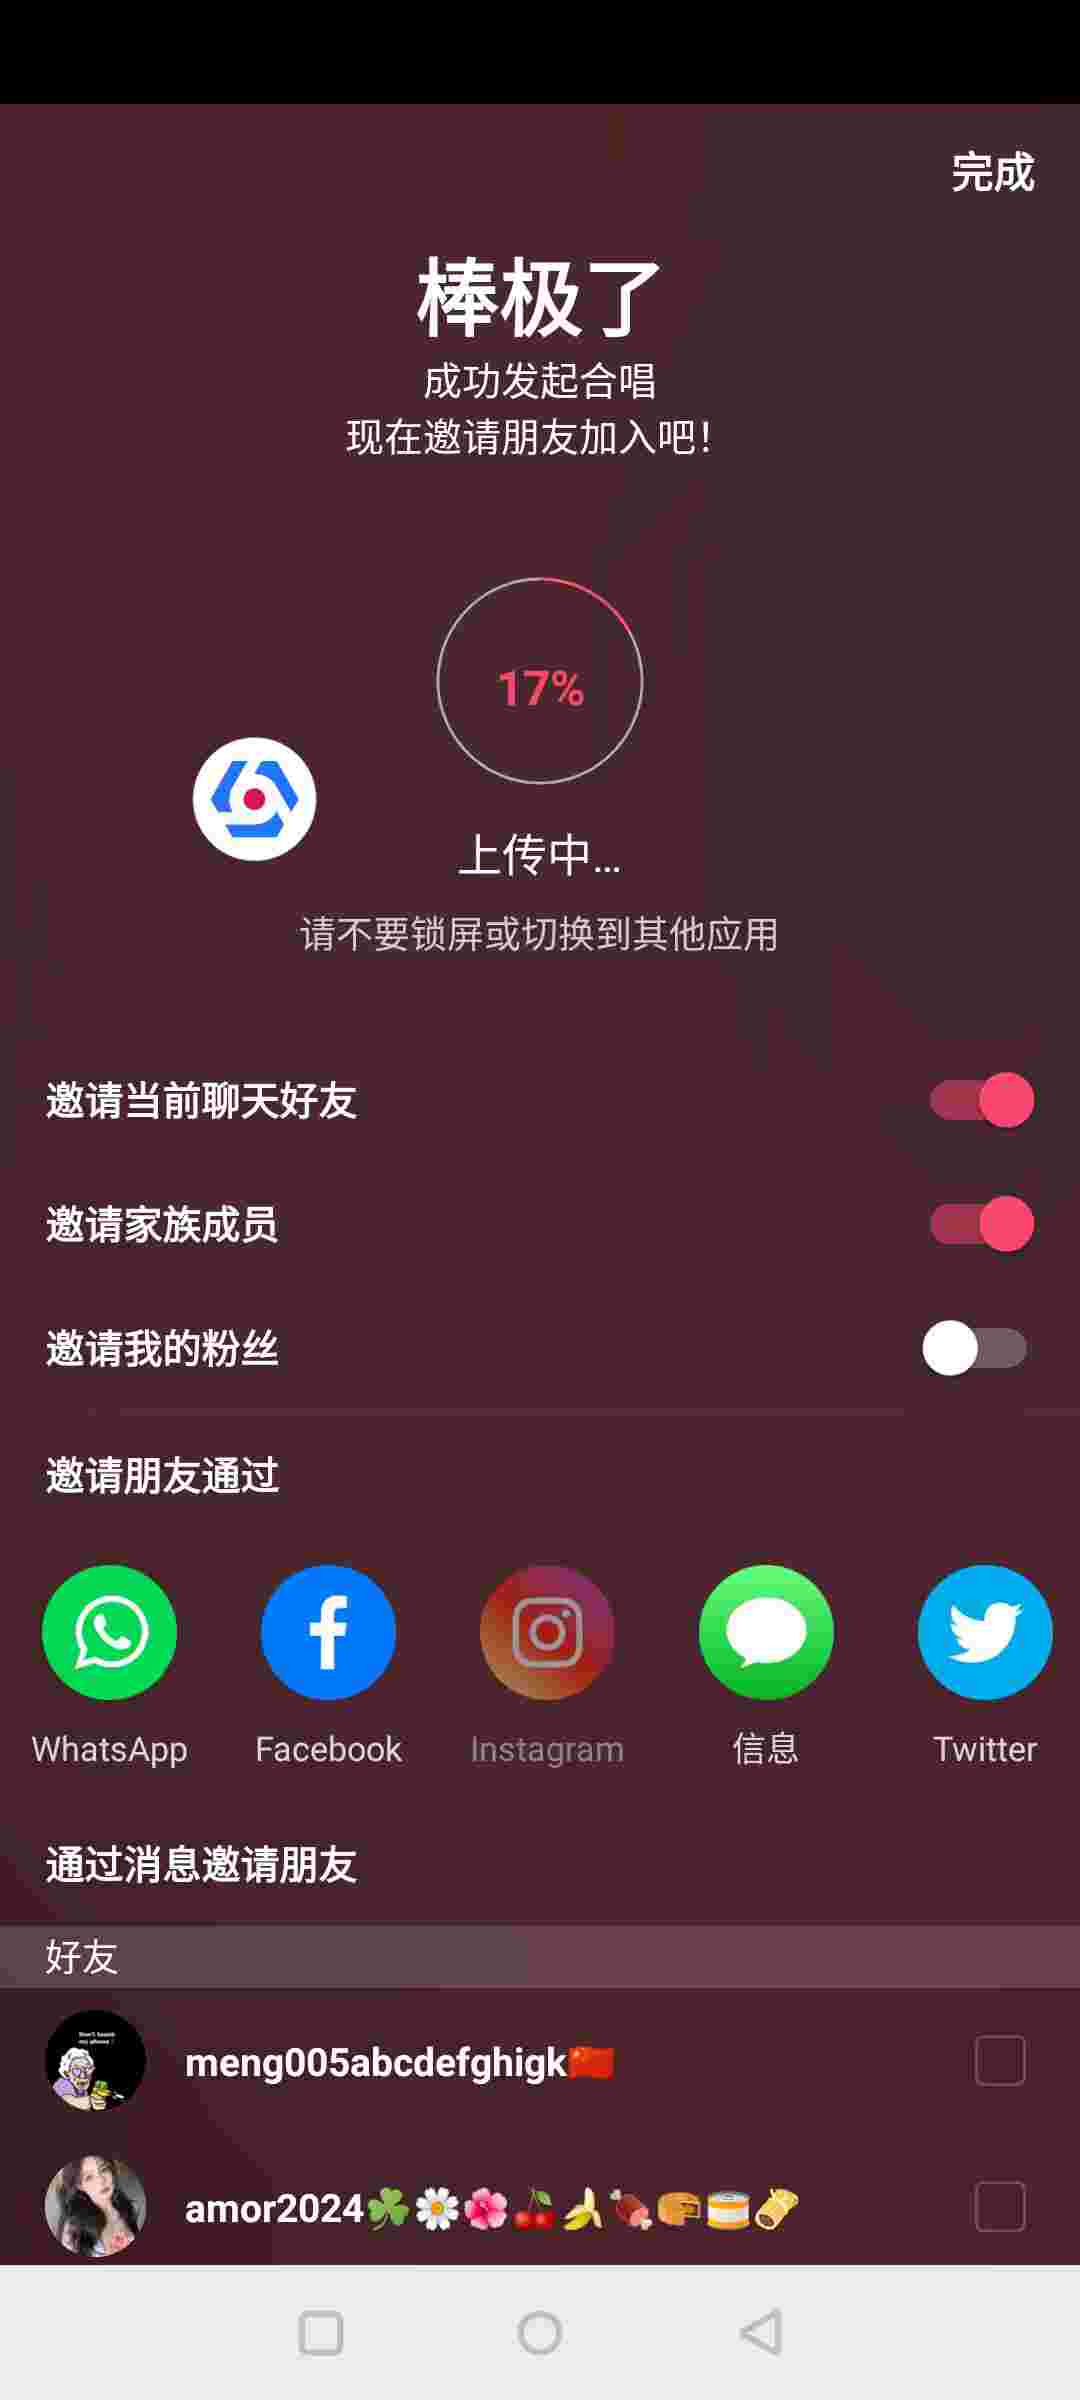 完成
棒极了
成功发起合唱
现在邀请朋友加入吧！
17%
上传中...
请不要锁屏或切换到其他应用
邀请当前聊天好友
邀请家族成员
邀请我的粉丝
邀请朋友通过
WhatsApp Facebook Instagram 信息 Twitter
通过消息邀请朋友
好友
meng005abcdefghigk🇨🇳
amor2024☘️🌼🌺🍒🍌🍖🧀🥫🌯